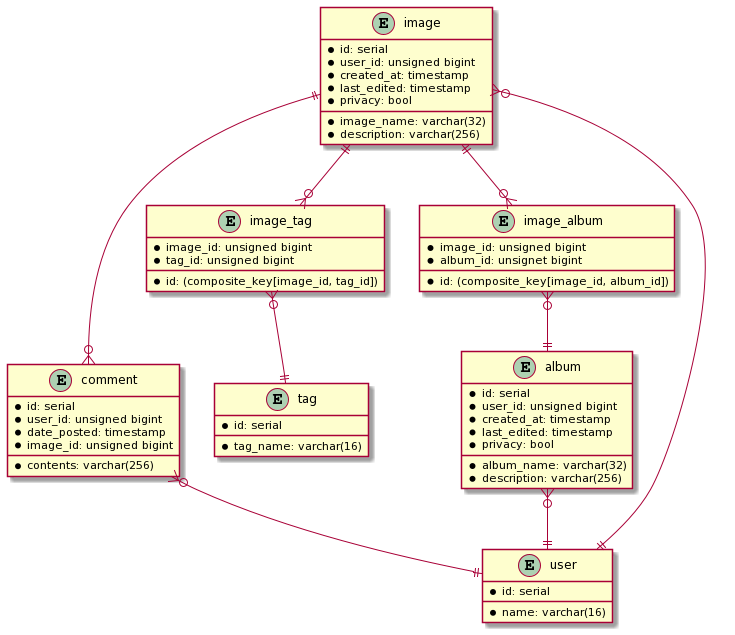 E image
id: serial
user_id: unsigned bigint
created_at: timestamp
last_edited: timestamp
privacy: bool
image_name: varchar(32)
description: varchar(256)
E image_tag
image_id: unsigned bigint
tag_id: unsigned bigint
id: (composite_key[image_id, tag_id])
E image_album
image_id: unsigned bigint
album_id: unsignet bigint
id: (composite_key[image_id, album_id])
E comment
id: serial
user_id: unsigned bigint
date_posted: timestamp
image_id: unsigned bigint
contents: varchar(256)
E tag
id: serial
tag_name: varchar(16)
E album
id: serial
user_id: unsigned bigint
created_at: timestamp
last_edited: timestamp
privacy: bool
album_name: varchar(32)
description: varchar(256)
E user
id: serial
name: varchar(16)